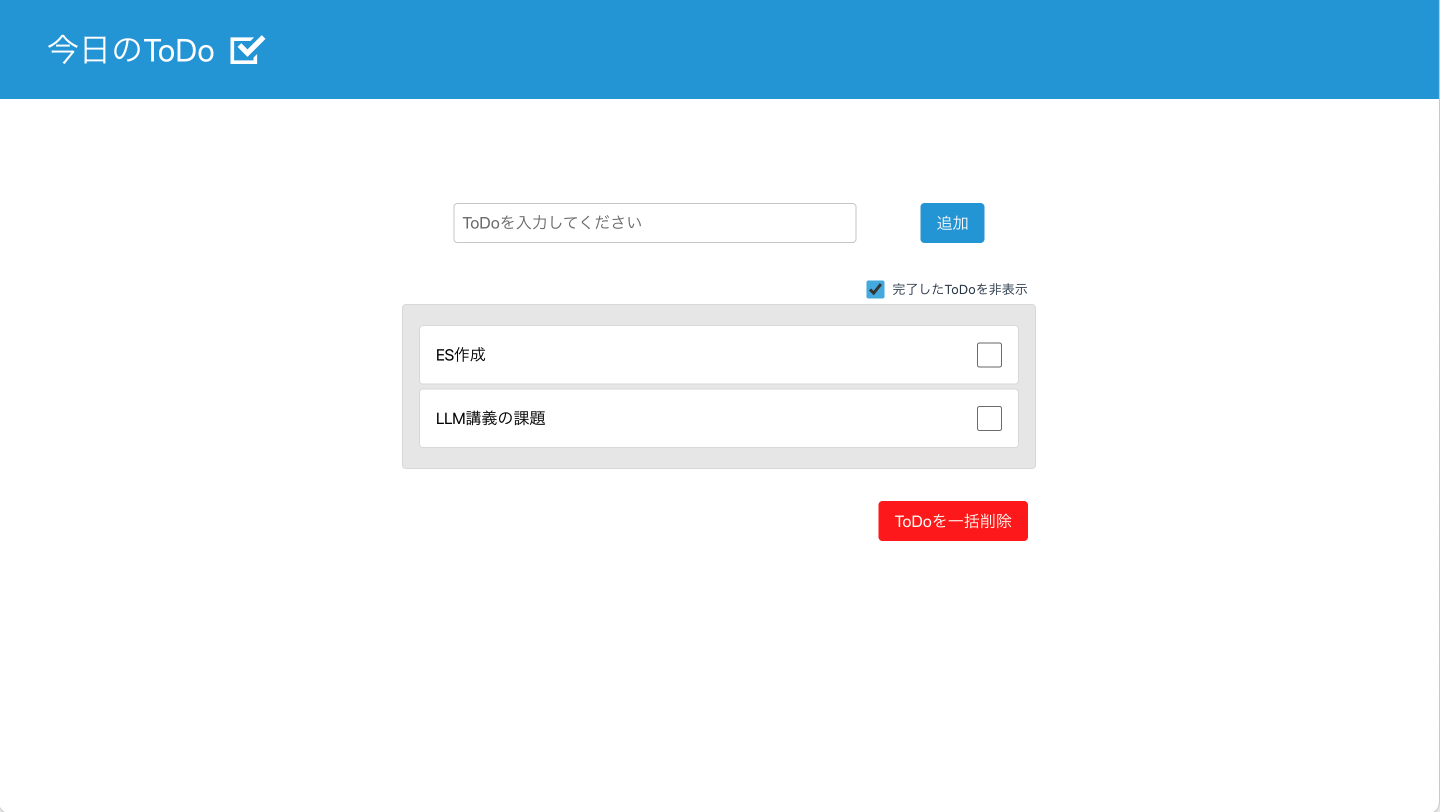 今日のToDo
ToDoを入力してください
追加
完了したToDoを非表示
ES作成
LLM講義の課題
ToDoを一括削除